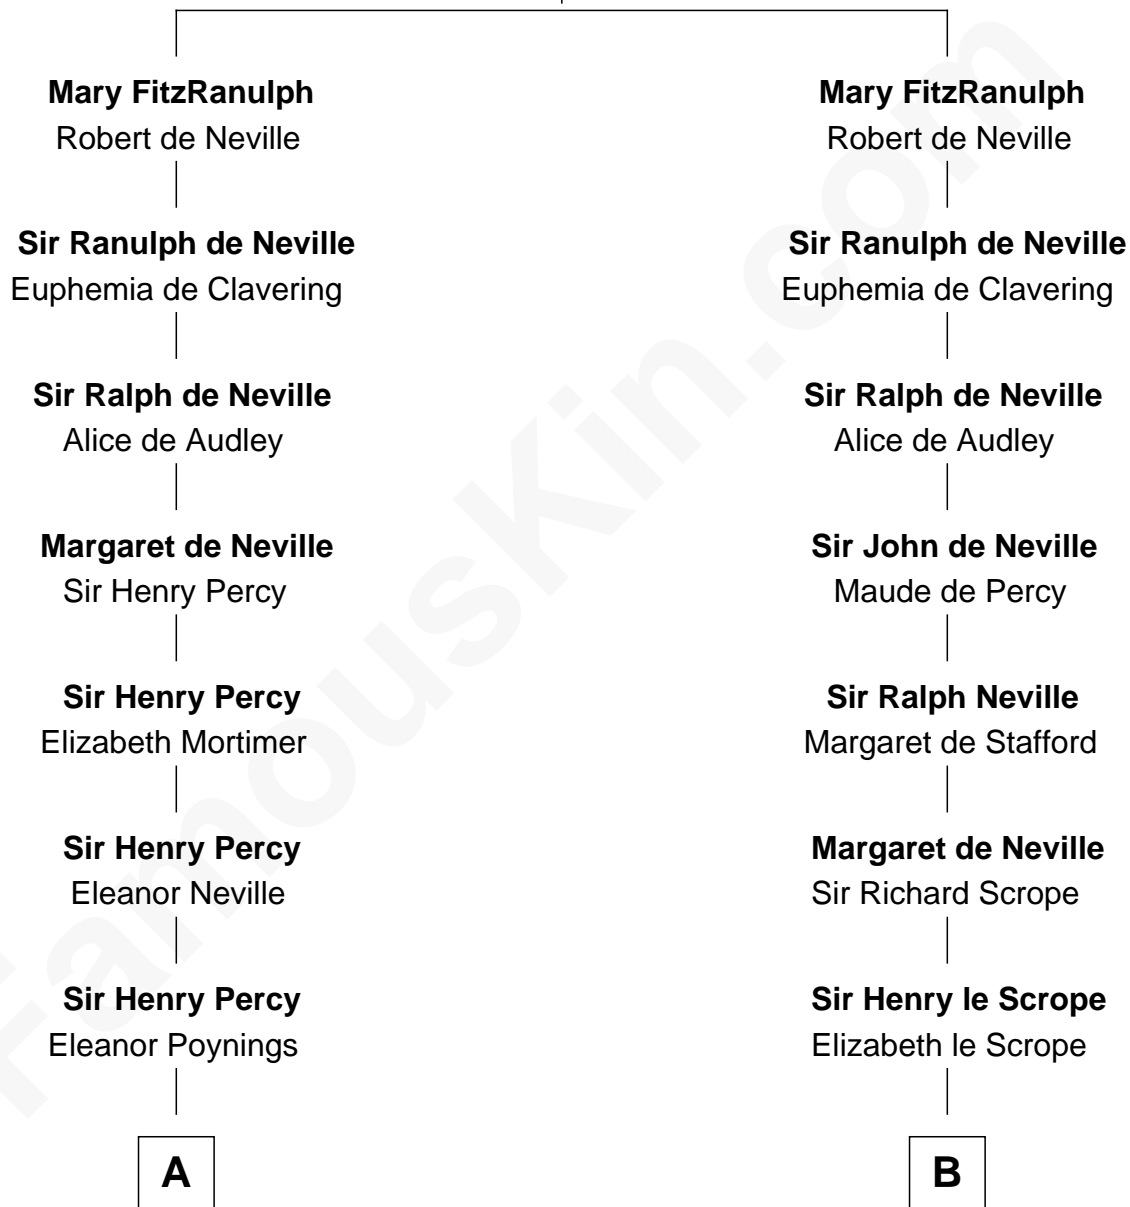 Mary FitzRanulph
Robert de Neville
Sir Ranulph de Neville
Euphemia de Clavering
Sir Ralph de Neville
Alice de Audley
Margaret de Neville
Sir Henry Percy
Sir Henry Percy
Elizabeth Mortimer
Sir Henry Percy
Eleanor Neville
Sir Henry Percy
Eleanor Poynings
A
Mary FitzRanulph
Robert de Neville
Sir Ranulph de Neville
Euphemia de Clavering
Sir Ralph de Neville
Alice de Audley
Sir John de Neville
Maude de Percy
Sir Ralph Neville
Margaret de Stafford
Margaret de Neville
Sir Richard Scrope
Sir Henry le Scrope
Elizabeth le Scrope
B
FamousKin.com